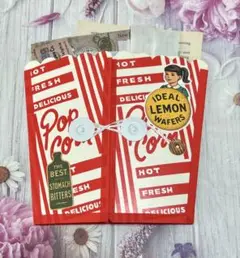 HOT
FRESH
DELICIOUS
Pop
Corn
HOT
FRESH
DELICIOUS
THE
BEST
STOMACH
BITTERS
IDEAL
LEMON
WAFERS
Corn
HOT
FRESH
DELICIOUS